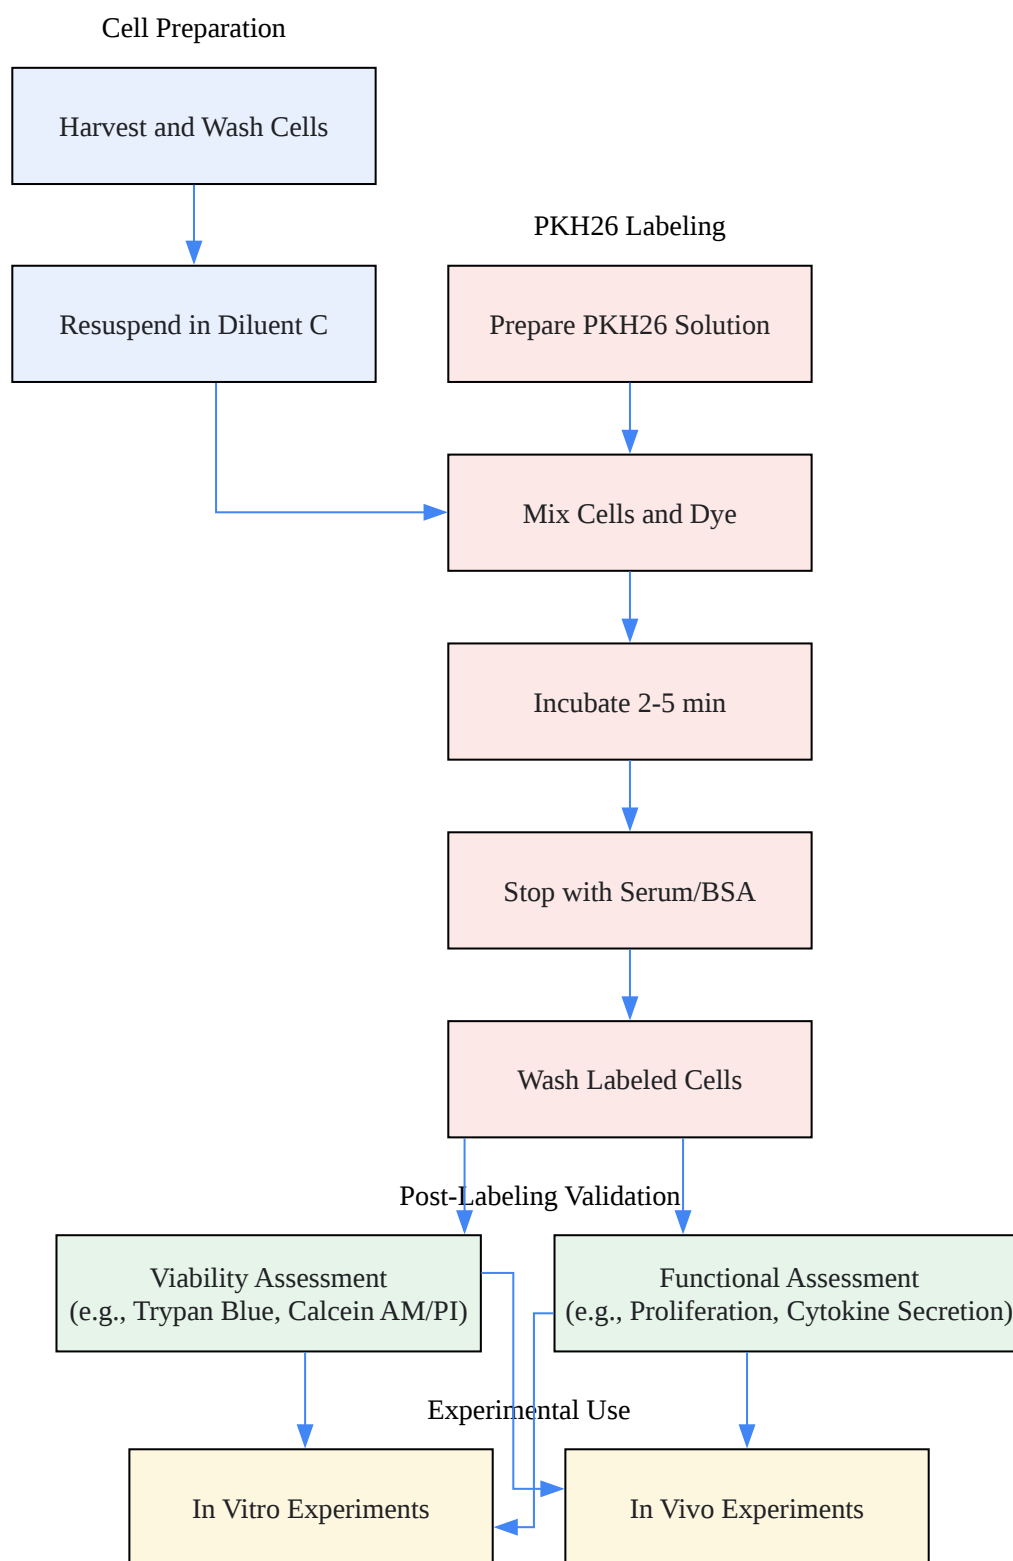 Cell Preparation
Harvest and Wash Cells
Resuspend in Diluent C
PKH26 Labeling
Prepare PKH26 Solution
Mix Cells and Dye
Incubate 2-5 min
Stop with Serum/BSA
Wash Labeled Cells
Post-Labeling Validation
Viability Assessment
(e.g., Trypan Blue, Calcein AM/PI)
Functional Assessment
(e.g., Proliferation, Cytokine Secretion)
Experimental Use
In Vitro Experiments
In Vivo Experiments